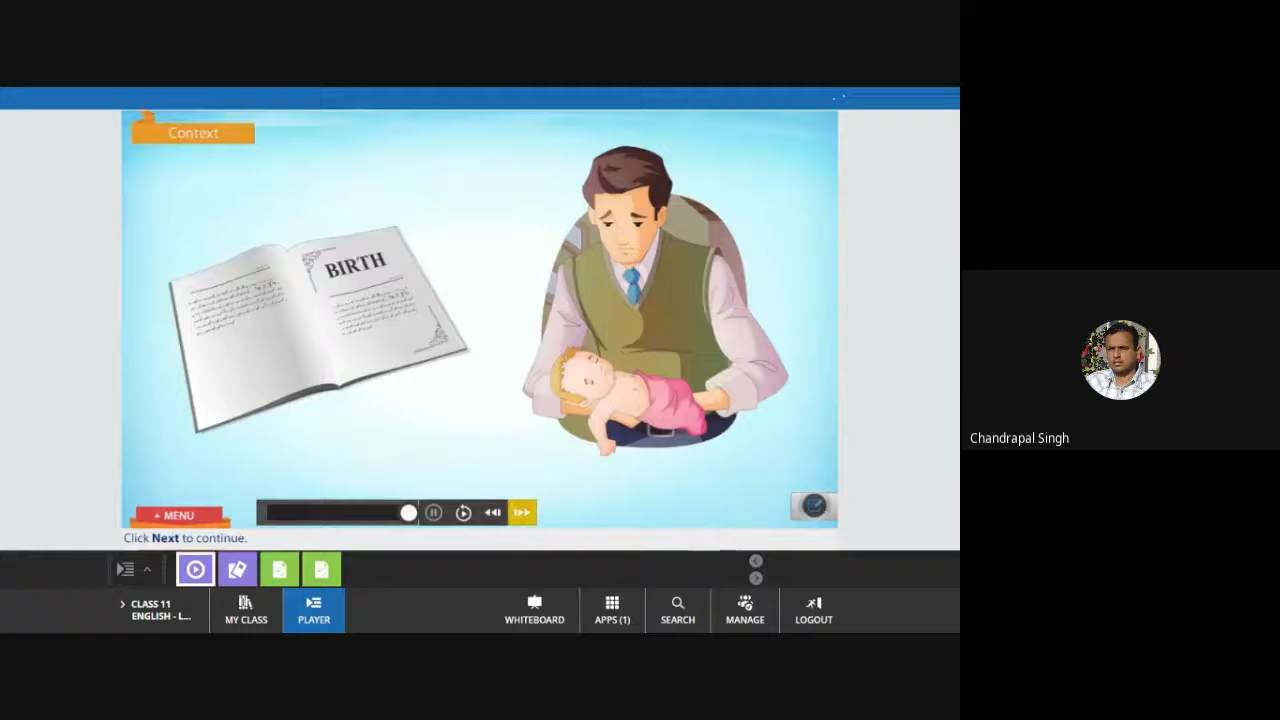 Context
BIRTH
MENU
Click Next to continue.
CLASS 11
ENGLISH - L...
MY CLASS
PLAYER
WHITEBOARD
APPS (1)
SEARCH
MANAGE
LOGOUT
Chandrapal Singh